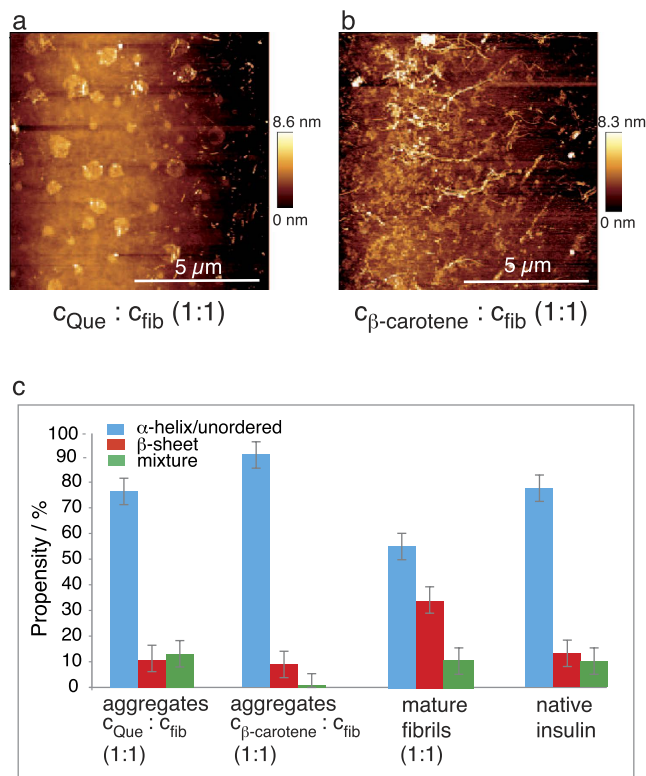 a
b
8.6 nm
0 nm
8.3 nm
0 nm
5 µm
5 µm
cQue : cfib (1:1)
cβ-carotene : cfib (1:1)
c
α-helix/unordered
β-sheet
mixture
Propensity / %
100
90
80
70
60
50
40
30
20
10
0
aggregates
cQue : cfib
(1:1)
aggregates
cβ-carotene : cfib
(1:1)
mature
fibrils (1:1)
native
insulin